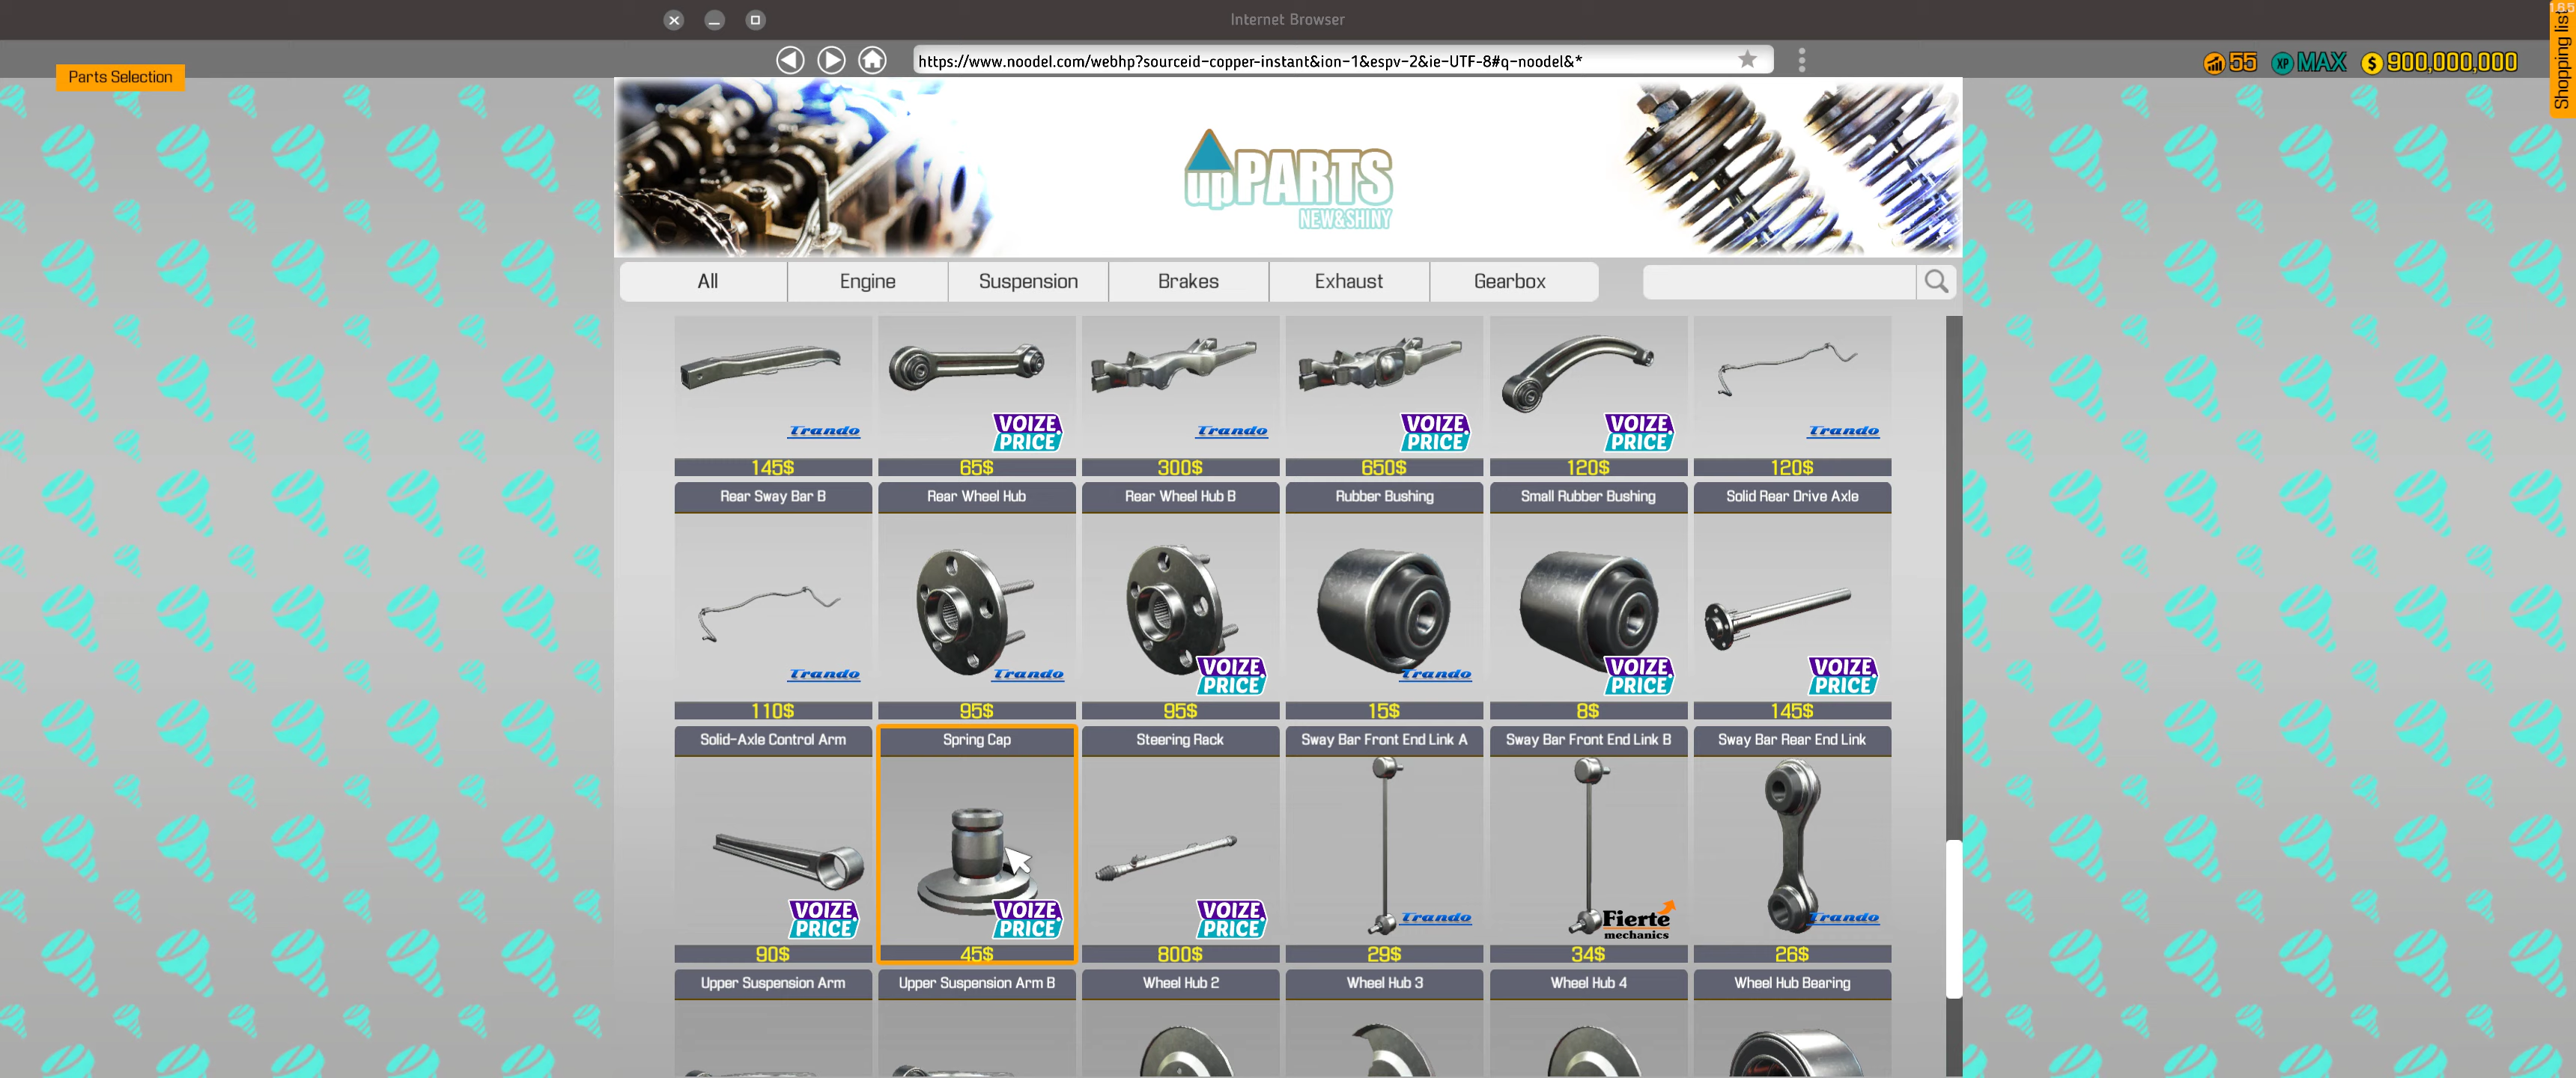 Internet Browser
165
Shopping list
https://www.noodel.com/webhp?sourceid-copper-instant&ion-1&espv-2&ie-UTF-8#q-noodel&*
Parts Selection
55 XP MAX $ 900,000,000
upPARTS
NEW&SHINY
All Engine Suspension Brakes Exhaust Gearbox
Trando VOIZE PRICE Trando VOIZE PRICE VOIZE PRICE Trando
145$ 65$ 300$ 650$ 120$ 120$
Rear Sway Bar B Rear Wheel Hub Rear Wheel Hub B Rubber Bushing Small Rubber Bushing Solid Rear Drive Axle
Trando Trando VOIZE PRICE Trando VOIZE PRICE VOIZE PRICE
110$ 95$ 95$ 15$ 8$ 145$
Solid-Axle Control Arm Spring Cap Steering Rack Sway Bar Front End Link A Sway Bar Front End Link B Sway Bar Rear End Link
VOIZE PRICE VOIZE PRICE VOIZE PRICE Trando Fierte mechanics Trando
90$ 45$ 800$ 29$ 34$ 26$
Upper Suspension Arm Upper Suspension Arm B Wheel Hub 2 Wheel Hub 3 Wheel Hub 4 Wheel Hub Bearing